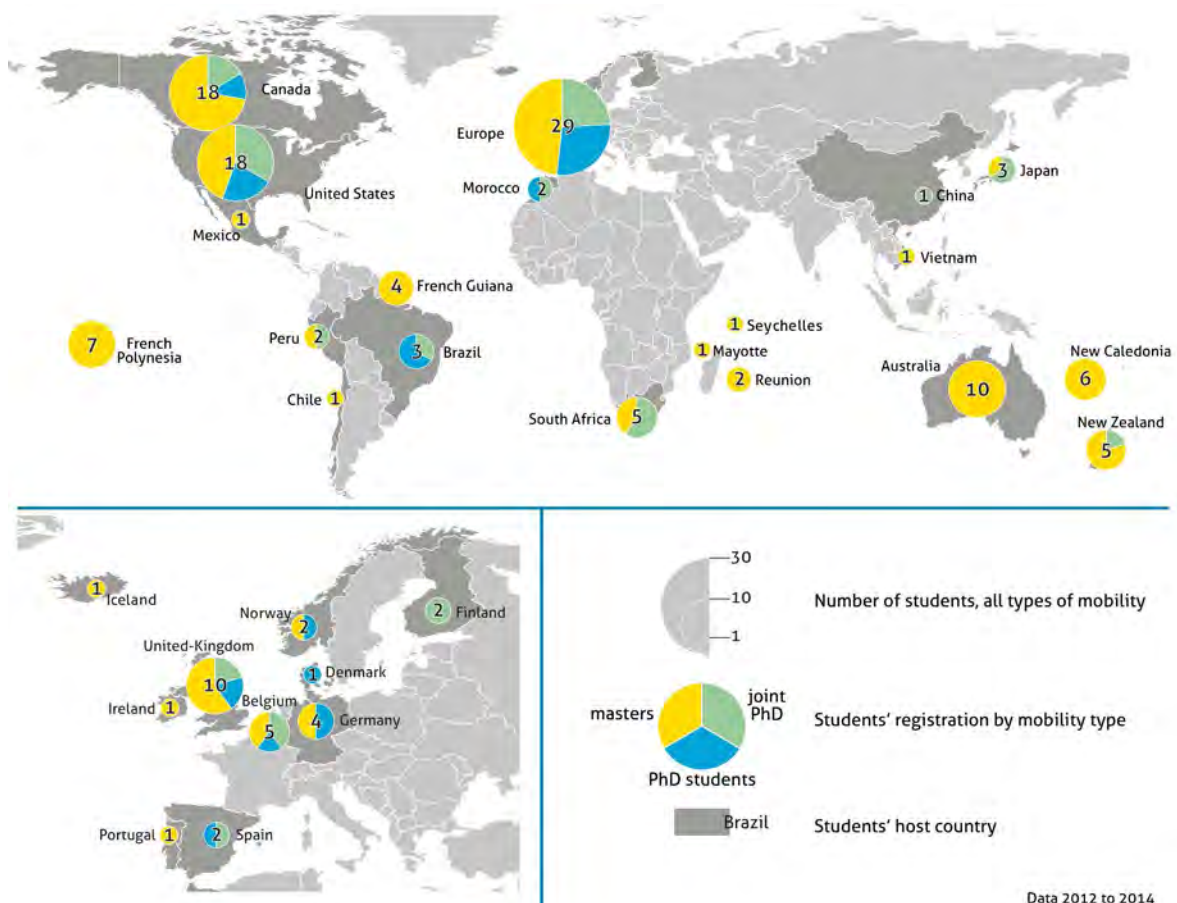 18
Canada
18
United States
1
Mexico
4
French Guiana
7
French
Polynesia
Peru
2
3
Brazil
Chile
1
Europe
29
Morocco
2
3
Japan
1
China
1
Vietnam
1
Seychelles
1
Mayotte
2
Reunion
South Africa
5
Australia
10
New Caledonia
6
New Zealand
5
1
Iceland
Norway
2
2
Finland
United-Kingdom
10
1
Denmark
Ireland
1
Belgium
5
4
Germany
Portugal
1
2
Spain
30
10
1
Number of students, all types of mobility
masters
joint
PhD
PhD students
Students' registration by mobility type
Brazil
Students' host country
Data 2012 to 2014